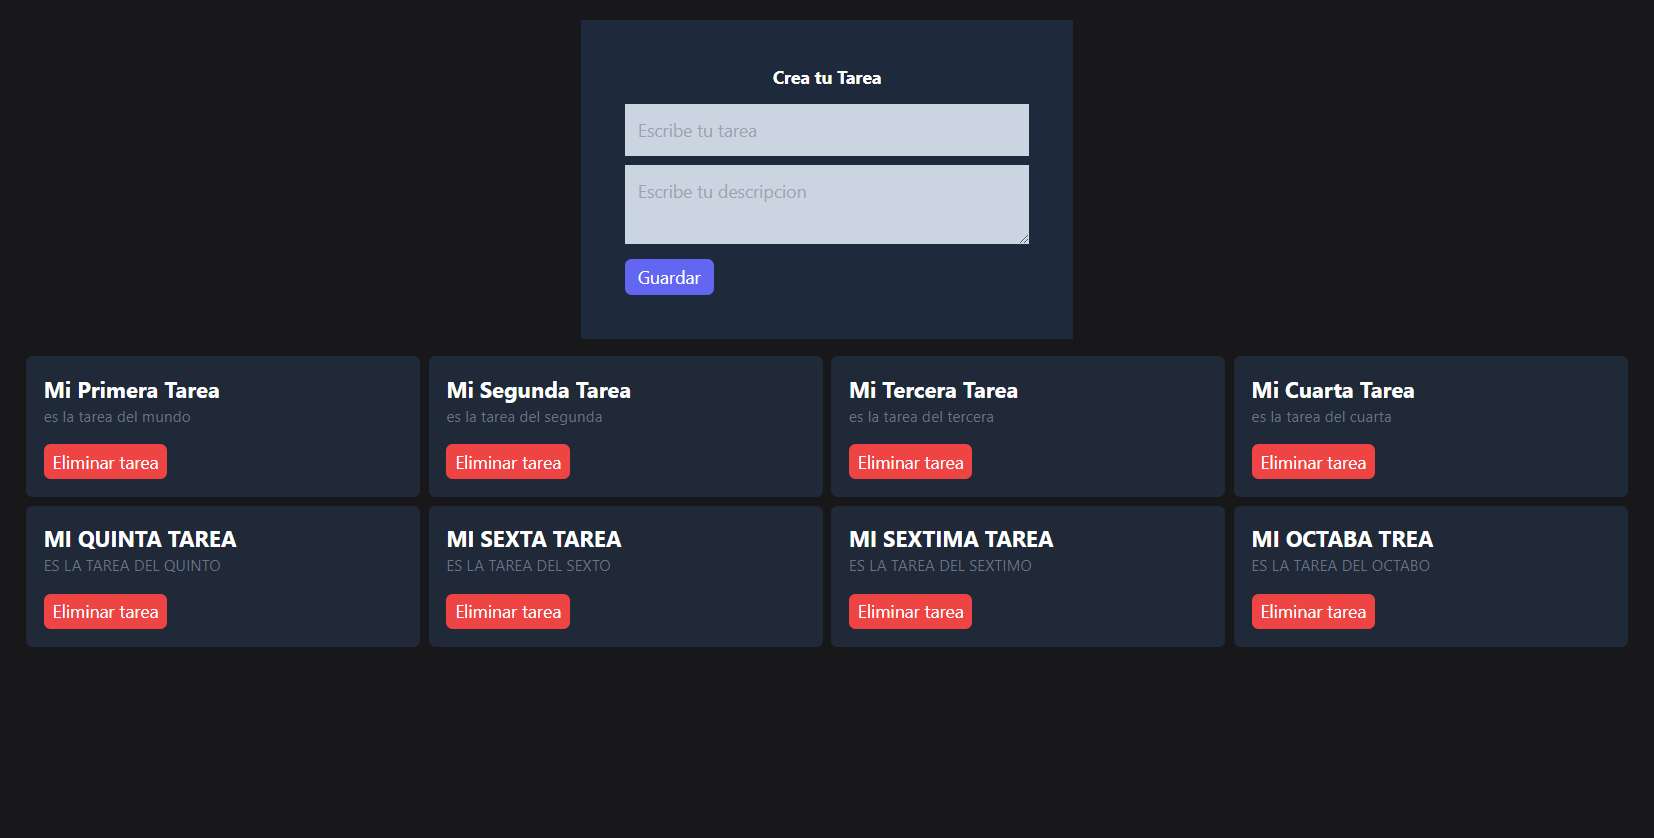 Crea tu Tarea
Escribe tu tarea
Escribe tu descripcion
Guardar
Mi Primera Tarea
es la tarea del mundo
Eliminar tarea
Mi Segunda Tarea
es la tarea del segunda
Eliminar tarea
Mi Tercera Tarea
es la tarea del tercera
Eliminar tarea
Mi Cuarta Tarea
es la tarea del cuarta
Eliminar tarea
MI QUINTA TAREA
ES LA TAREA DEL QUINTO
Eliminar tarea
MI SEXTA TAREA
ES LA TAREA DEL SEXTO
Eliminar tarea
MI SEXTIMA TAREA
ES LA TAREA DEL SEXTIMO
Eliminar tarea
MI OCTABA TREA
ES LA TAREA DEL OCTABO
Eliminar tarea